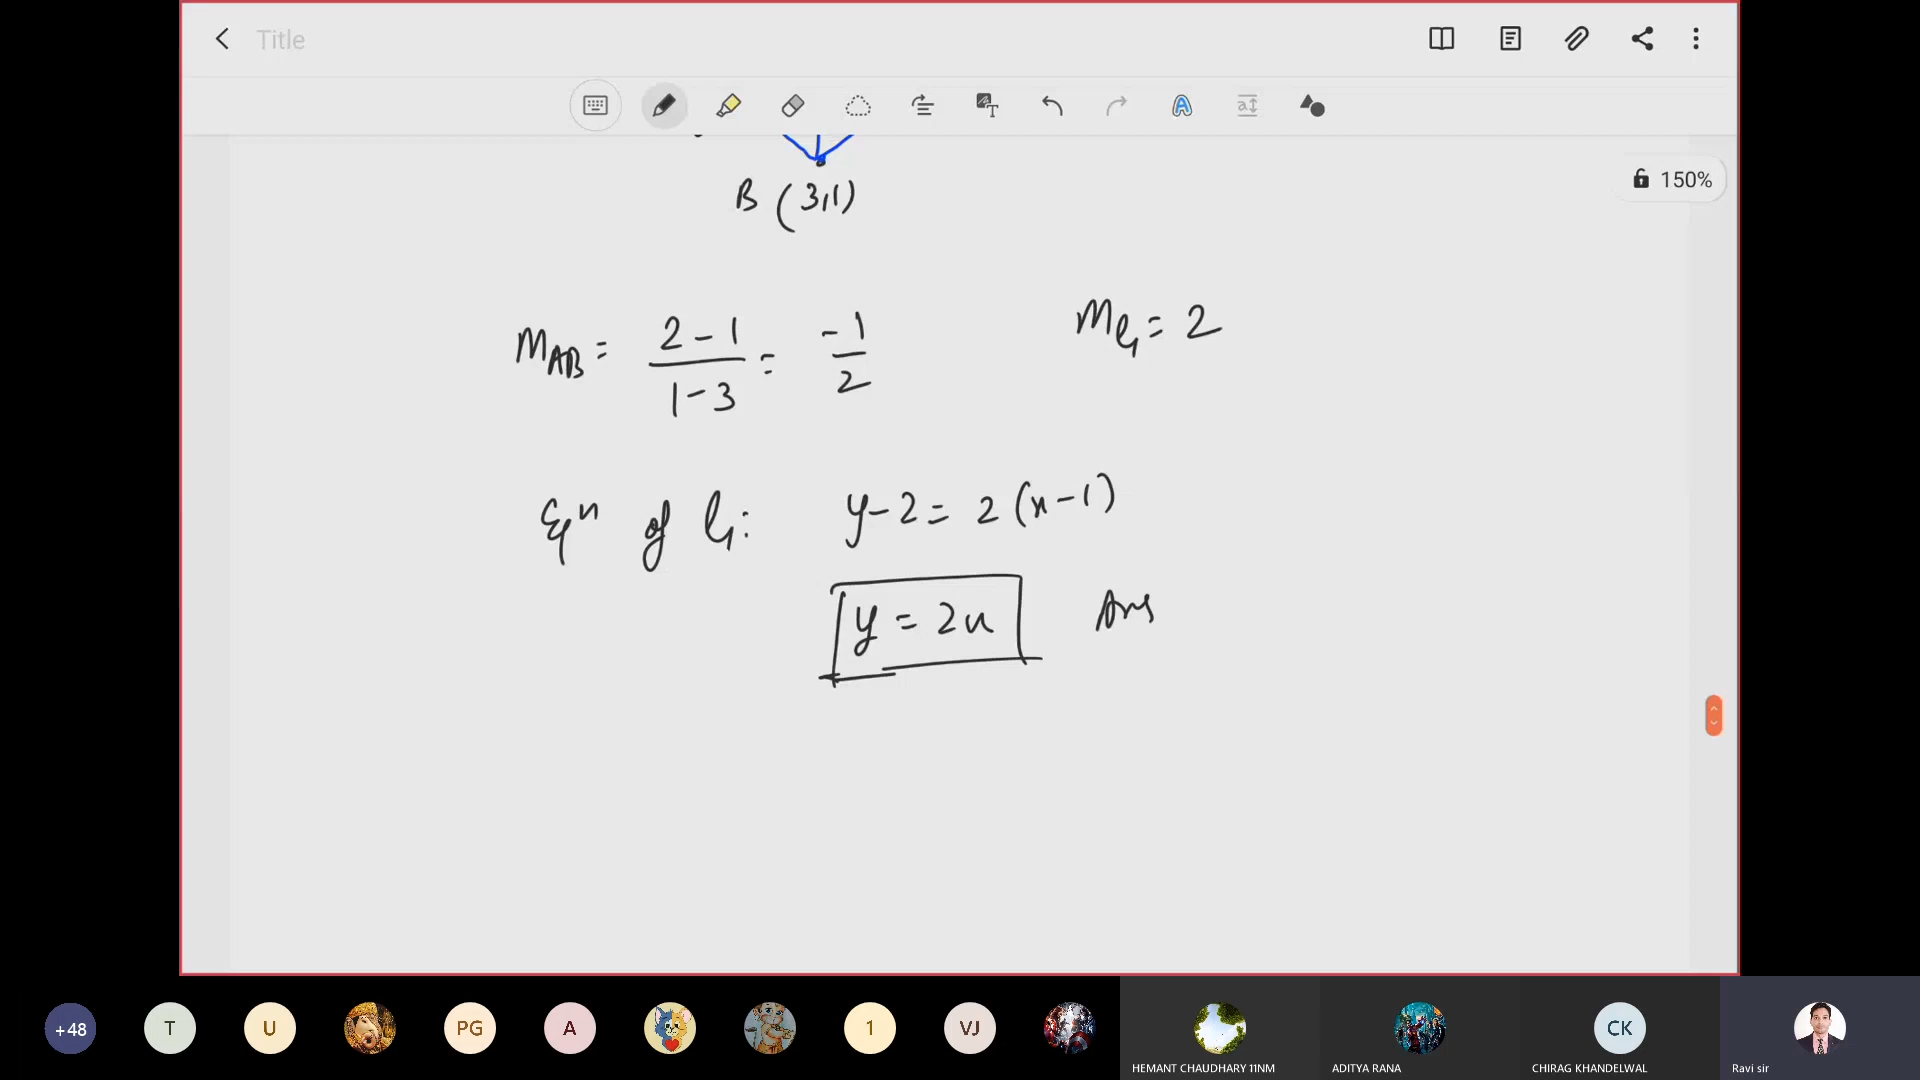 Title
150%
B (3,1)
M_AB = (2-1)/(1-3) = -1/2
M_l₁ = 2
Eqⁿ of l₁: y-2 = 2(x-1)
y = 2x Ans
+48 T U PG A 1 VJ CK
HEMANT CHAUDHARY 11NM ADITYA RANA CHIRAG KHANDELWAL Ravi sir